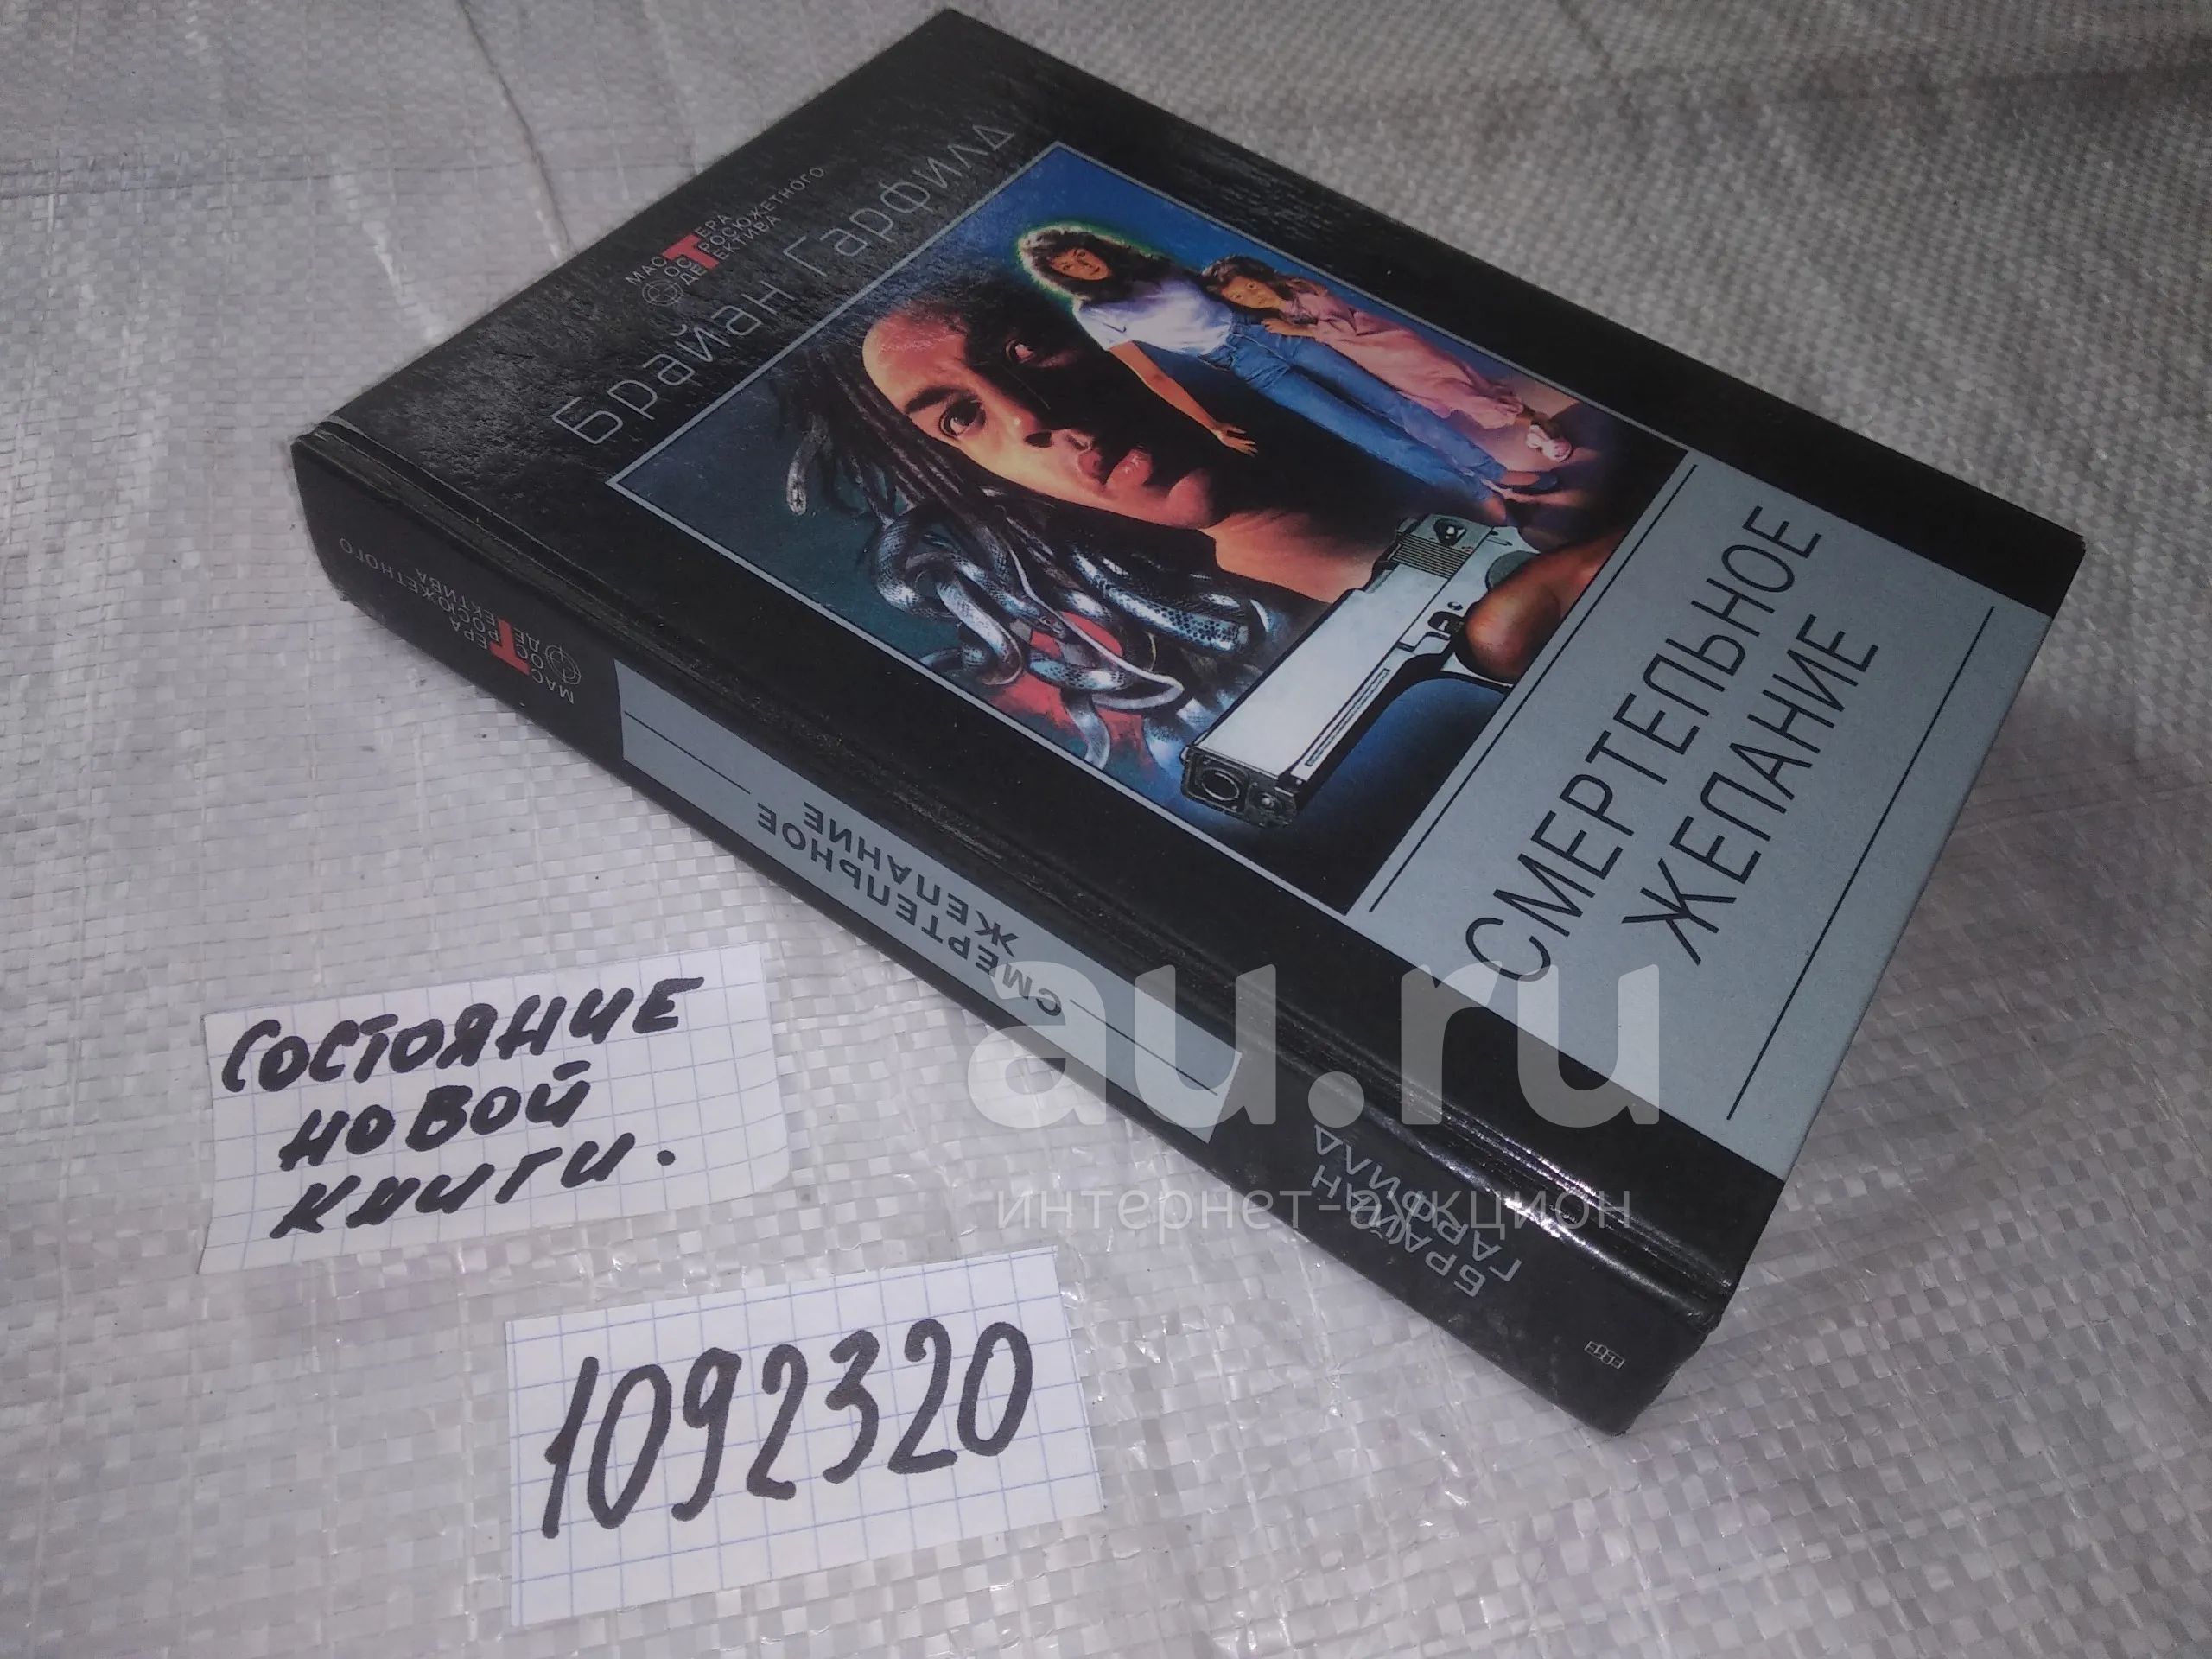 МАСТЕРА
ОСТРОСЮЖЕТНОГО
ДЕТЕКТИВА
Брайан Гарфилд
СМЕРТЕЛЬНОЕ
ЖЕЛАНИЕ
МАСТЕРА
ОСТРОСЮЖЕТНОГО
ДЕТЕКТИВА
СМЕРТЕЛЬНОЕ
ЖЕЛАНИЕ
БРАЙАН
ГАРФИЛД
au.ru
интернет-аукцион
СОСТОЯНИЕ
НОВОЙ
КНИГИ.
1092320